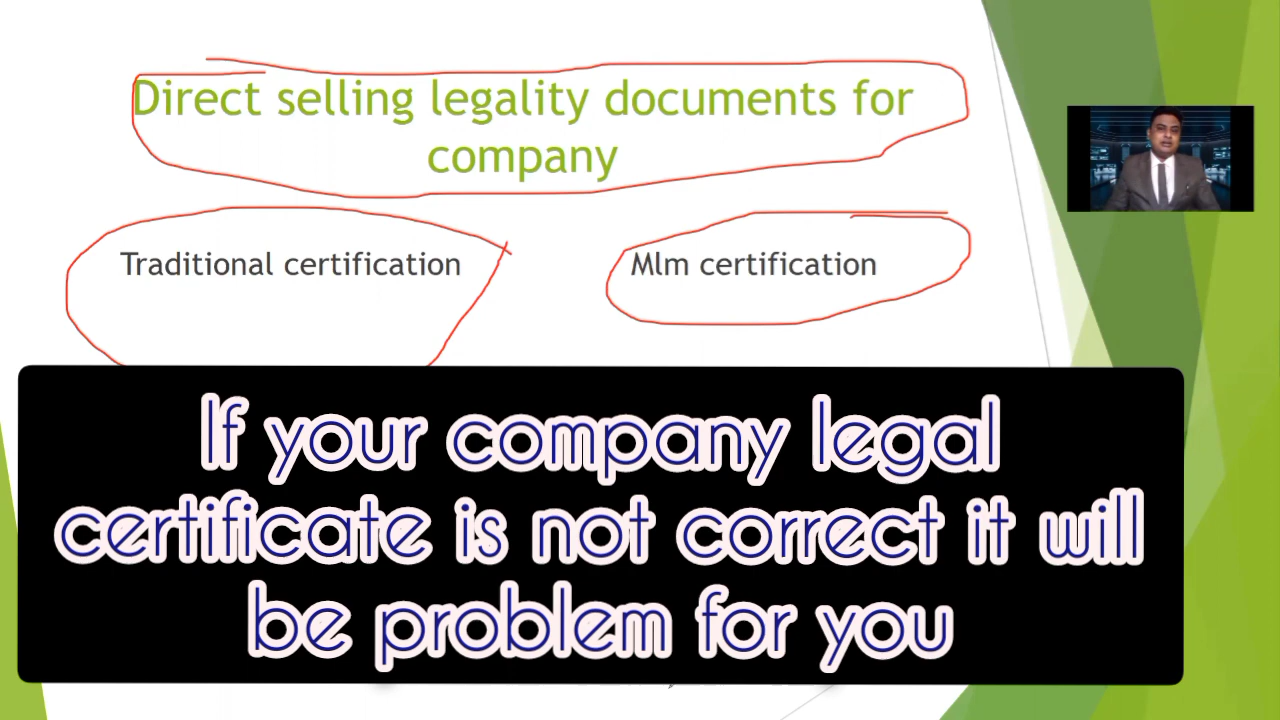 Direct selling legality documents for
company
Traditional certification
Mlm certification
If your company legal
certificate is not correct it will
be problem for you